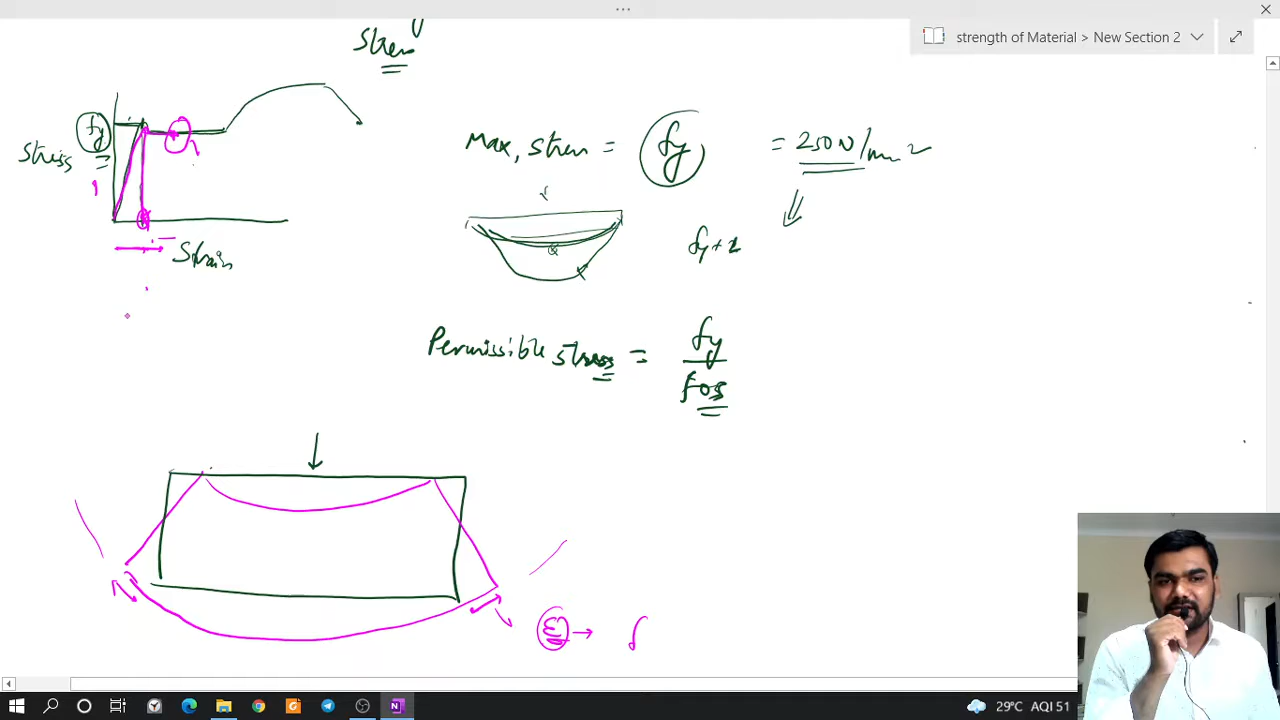 strength of Material > New Section 2
Stress
fy
Stress
Strain
Max, stress = fy = 250 N/mm2
fy + 2
Permissible stress = fy
fos
ε → f
29°C AQI 51